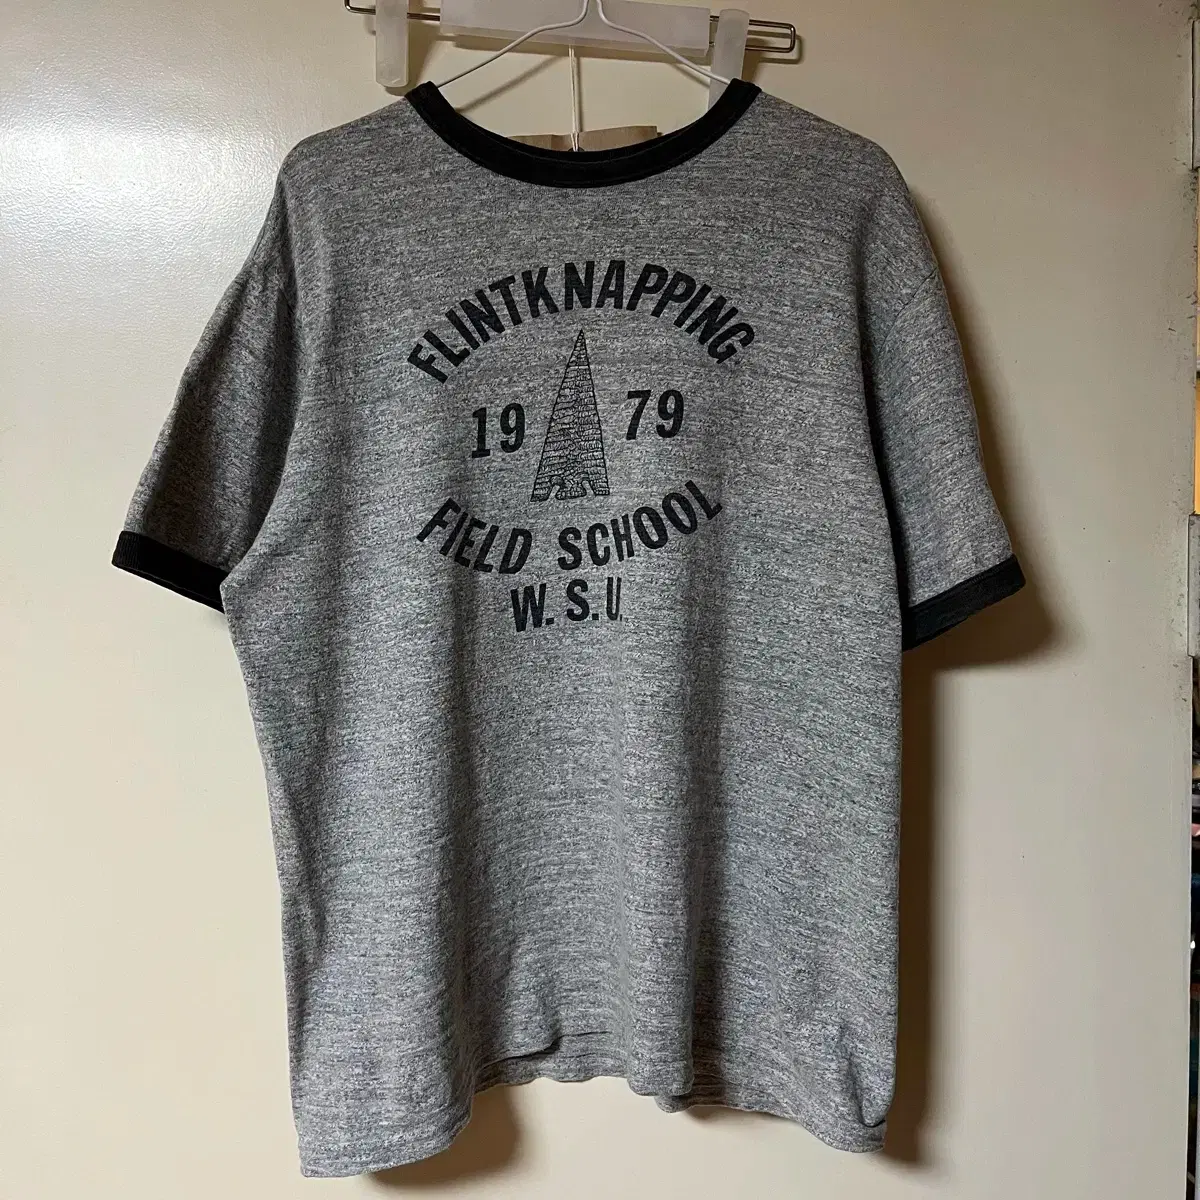 FLINTKNAPPING
19 79
FIELD SCHOOL
W.S.U.